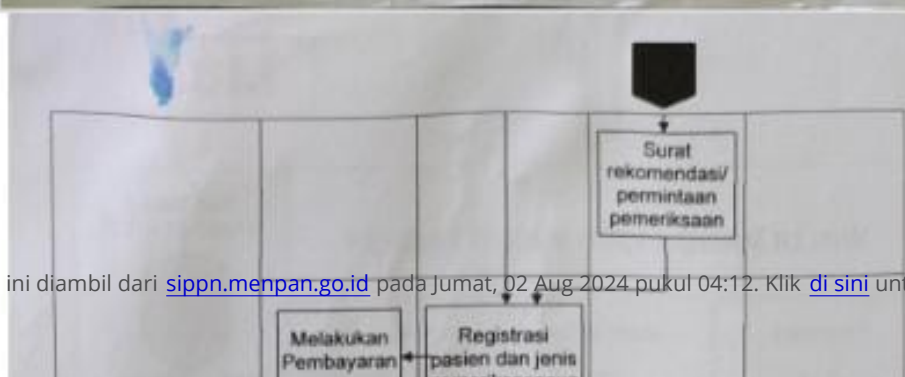 Surat
rekomendasi/
permintaan
pemeriksaan
ini diambil dari sippn.menpan.go.id pada Jumat, 02 Aug 2024 pukul 04:12. Klik di sini
Melakukan
Pembayaran
Registrasi
pasien dan jenis